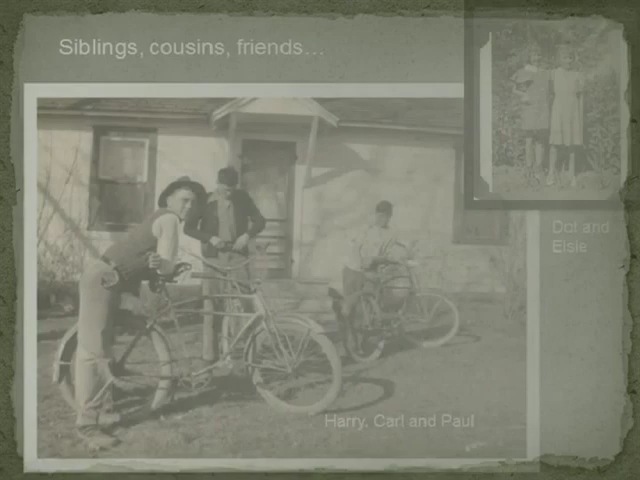 Siblings, cousins, friends...
Dot and
Elsie
Harry, Carl and Paul